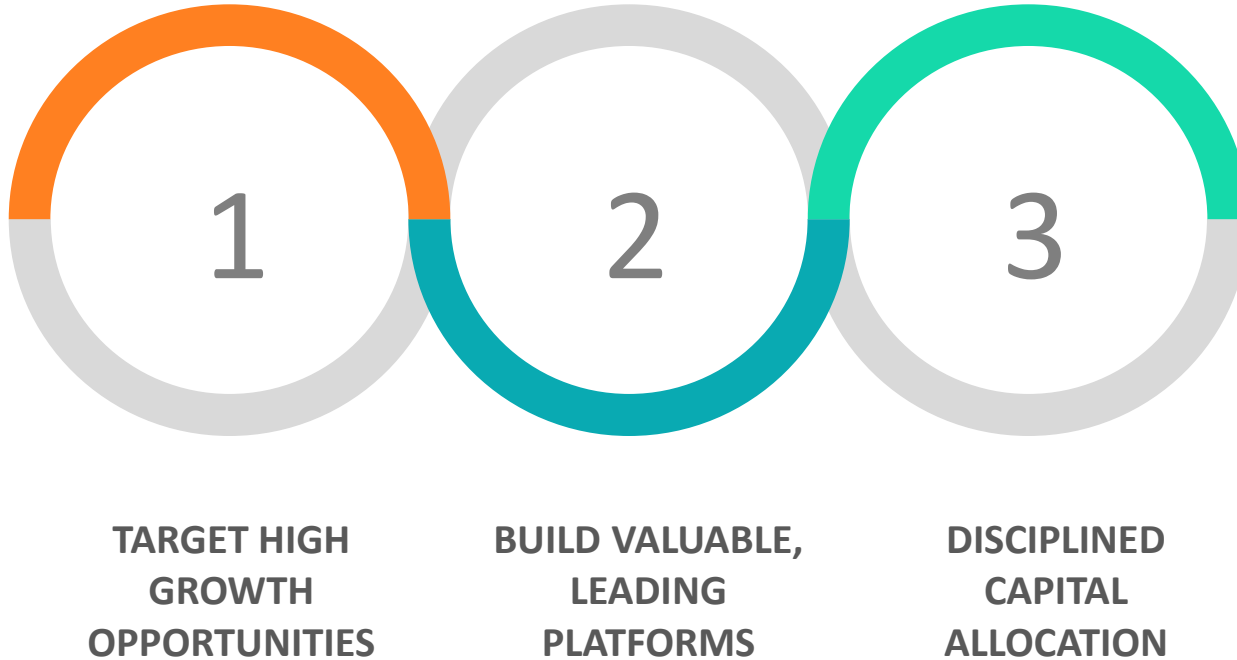 1
2
3
TARGET HIGH
GROWTH
OPPORTUNITIES
BUILD VALUABLE,
LEADING
PLATFORMS
DISCIPLINED
CAPITAL
ALLOCATION